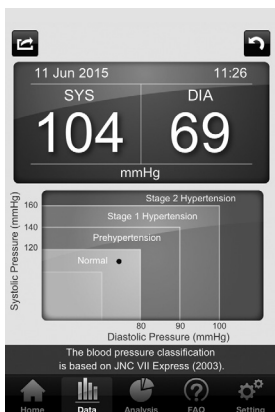 11 Jun 2015 11:26
SYS DIA
104 69
mmHg
Systolic Pressure (mmHg)
160
140
120
Stage 2 Hypertension
Stage 1 Hypertension
Prehypertension
Normal
80 90 100
Diastolic Pressure (mmHg)
The blood pressure classification
is based on JNC VII Express (2003).
Home Data Analysis FAQ Setting